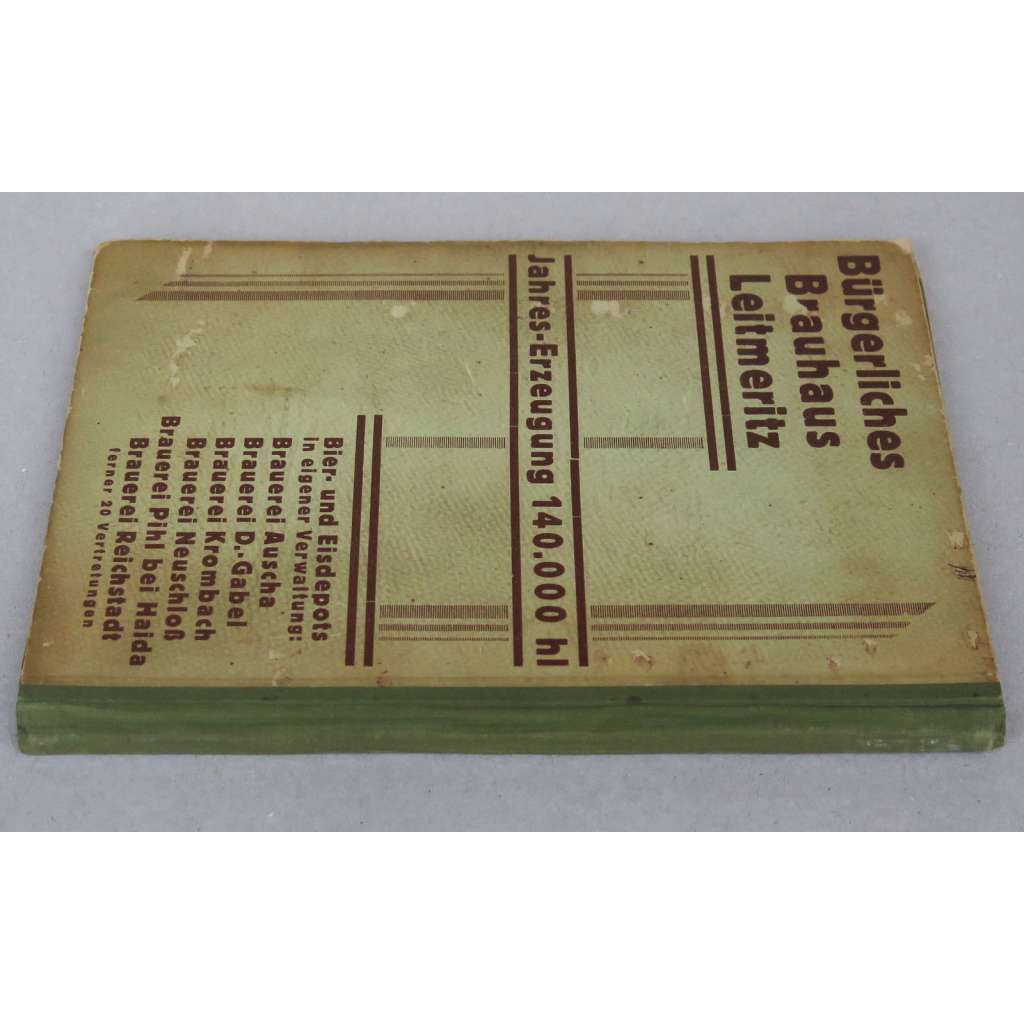 Bürgerliches
Brauhaus
Leitmeritz
Jahres-Erzeugung 140.000 hl
Bier- und Eisdepots
in eigener Verwaltung:
Brauerei Auscha
Brauerei D.-Gabel
Brauerei Krombach
Brauerei Neuschloß
Brauerei Pihl bei Haida
Brauerei Reichstadt
ferner 20 Vertretungen